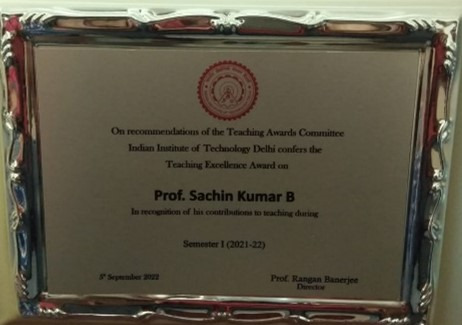 On recommendations of the Teaching Awards Committee
Indian Institute of Technology Delhi confers the
Teaching Excellence Award on
Prof. Sachin Kumar B
In recognition of his contributions to teaching during
Semester I (2021-22)
5th September 2022
Prof. Rangan Banerjee
Director